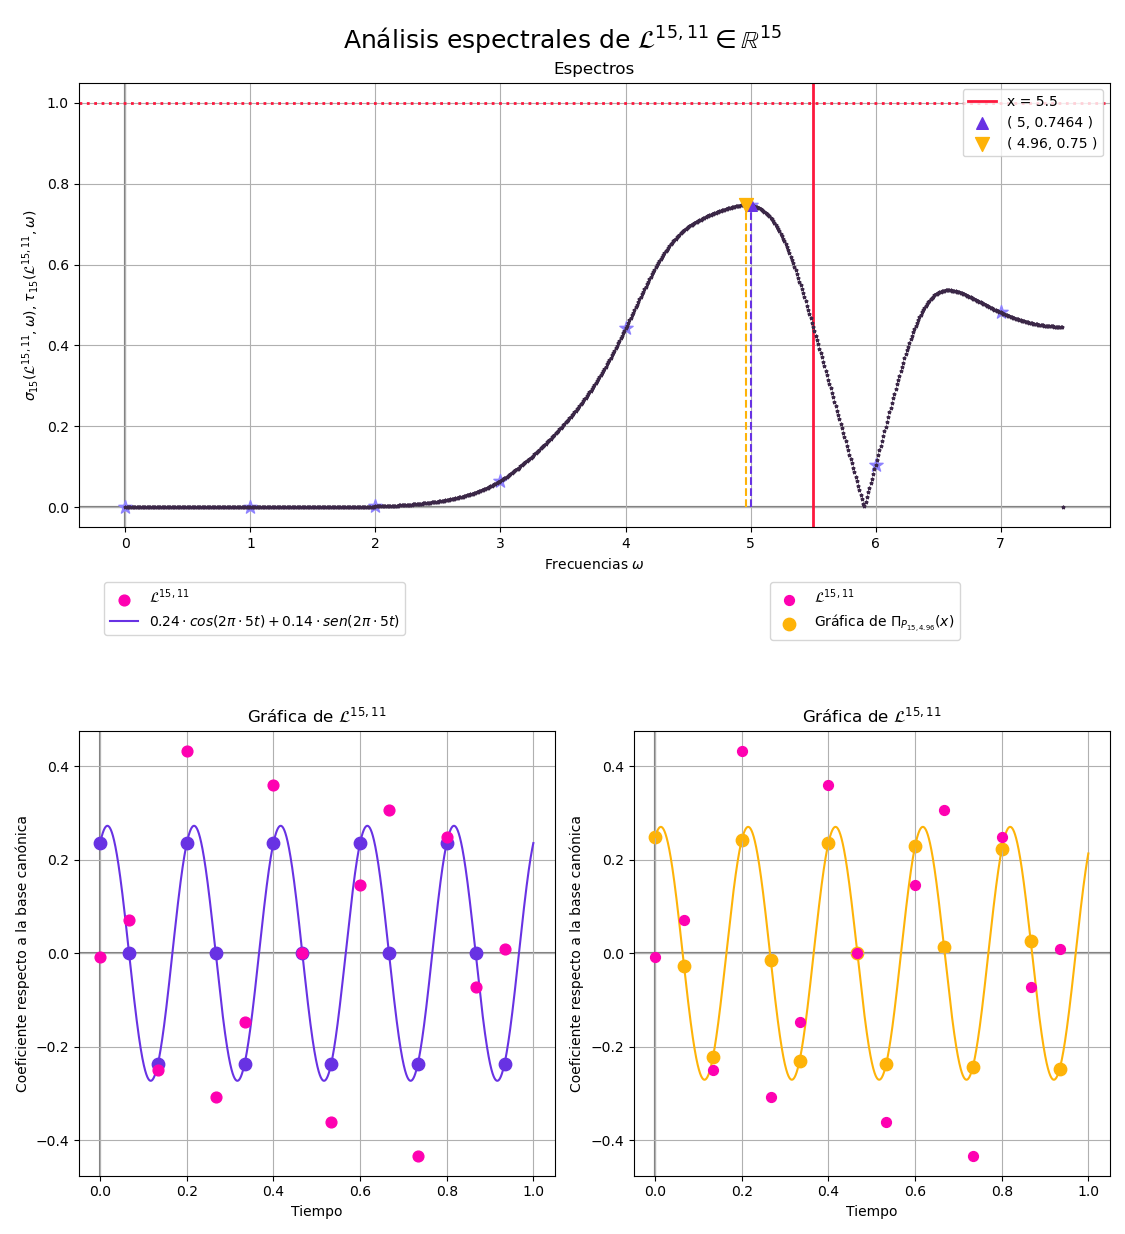 Análisis espectrales de 𝓛^{15,11} ∈ ℝ^{15}
Espectros
1.0
0.8
0.6
0.4
0.2
0.0
σ_{15}(𝓛^{15,11}, ω), τ_{15}(𝓛^{15,11}, ω)
x = 5.5
( 5, 0.7464 )
( 4.96, 0.75 )
0 1 2 3 4 5 6 7
Frecuencias ω
𝓛^{15,11}
0.24 · cos(2π · 5t) + 0.14 · sen(2π · 5t)
𝓛^{15,11}
Gráfica de Π_{P_{15,4.96}}(x)
Gráfica de 𝓛^{15,11}
0.4
0.2
0.0
−0.2
−0.4
Coeficiente respecto a la base canónica
0.0 0.2 0.4 0.6 0.8 1.0
Tiempo
Gráfica de 𝓛^{15,11}
0.4
0.2
0.0
−0.2
−0.4
Coeficiente respecto a la base canónica
0.0 0.2 0.4 0.6 0.8 1.0
Tiempo